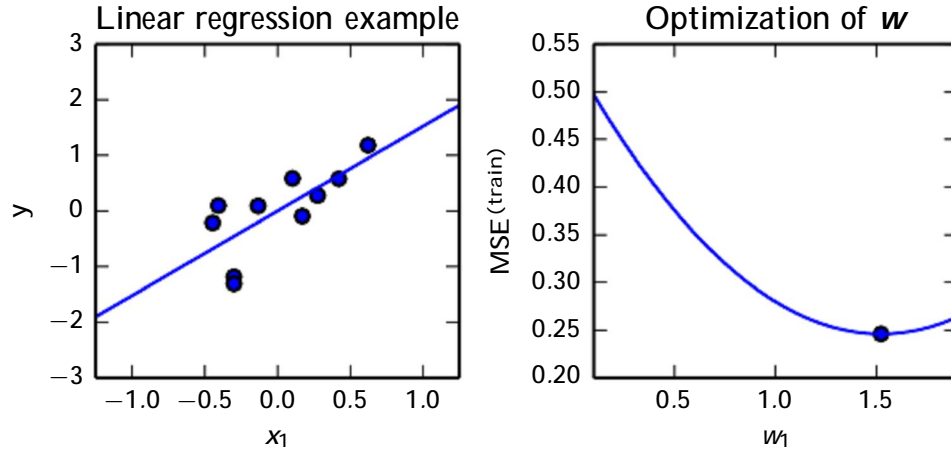 Linear regression example
3
2
1
0
−1
−2
−3
y
−1.0 −0.5 0.0 0.5 1.0
x1
Optimization of w
0.55
0.50
0.45
0.40
0.35
0.30
0.25
0.20
MSE(train)
0.5 1.0 1.5
w1